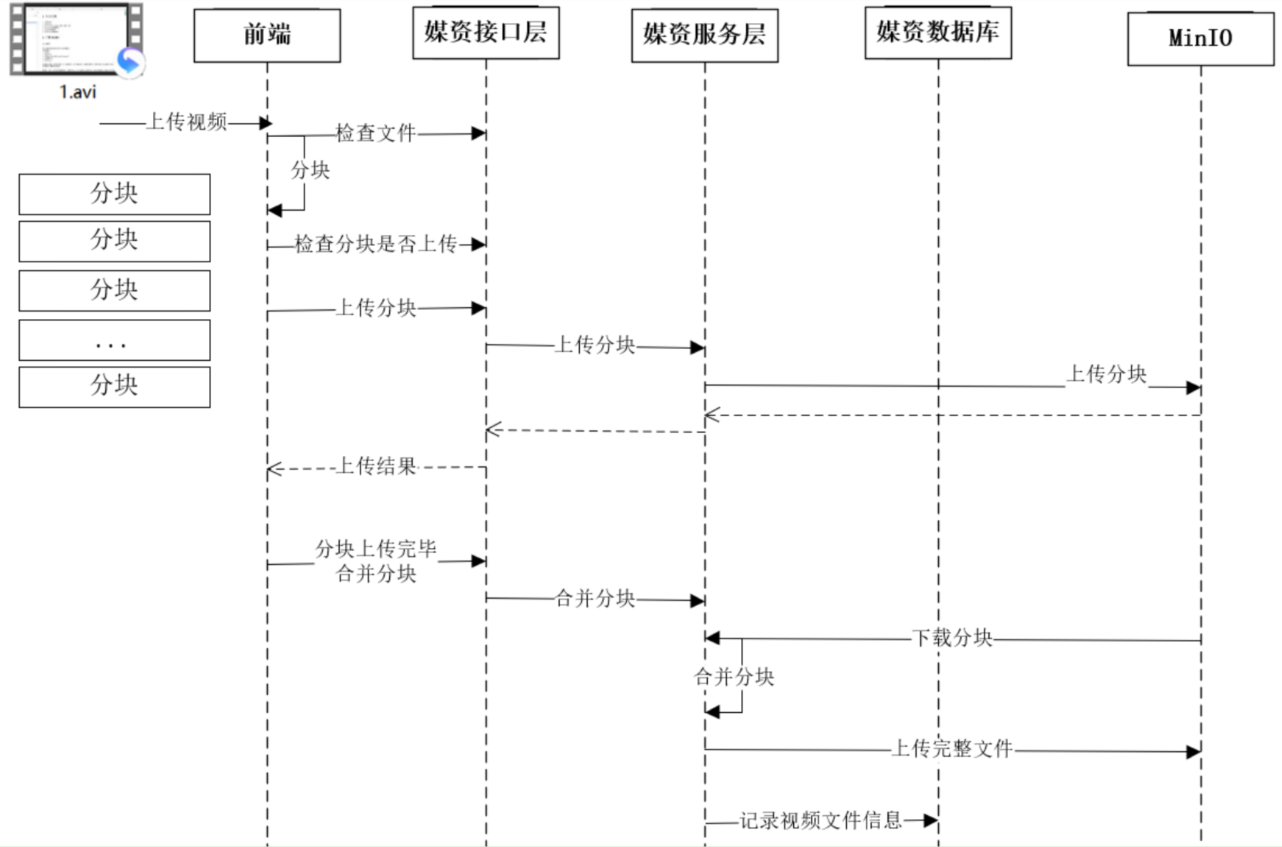 前端
媒资接口层
媒资服务层
媒资数据库
MinIO
1.avi
上传视频
检查文件
分块
分块
分块
检查分块是否上传
分块
上传分块
...
上传分块
分块
上传分块
上传结果
分块上传完毕
合并分块
合并分块
下载分块
合并分块
上传完整文件
记录视频文件信息